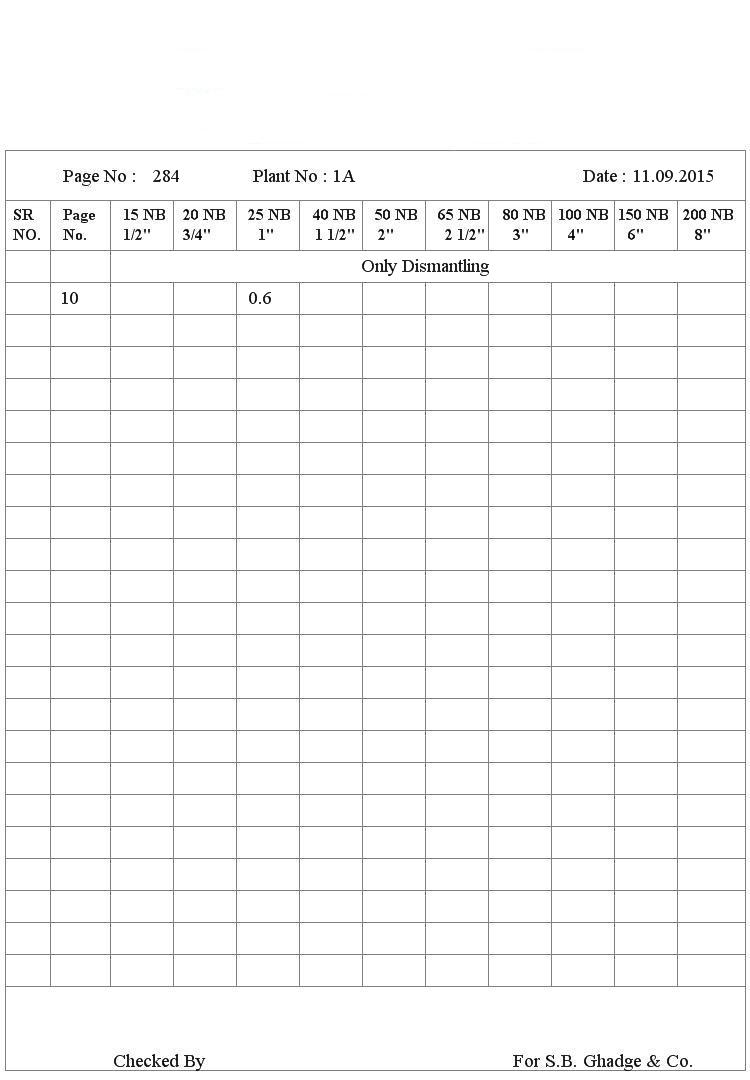 Page No : 284 Plant No : 1A Date : 11.09.2015
SR Page 15 NB 20 NB 25 NB 40 NB 50 NB 65 NB 80 NB 100 NB 150 NB 200 NB
NO. No. 1/2" 3/4" 1" 1 1/2" 2" 2 1/2" 3" 4" 6" 8"
Only Dismantling
10 0.6
Checked By For S.B. Ghadge & Co.